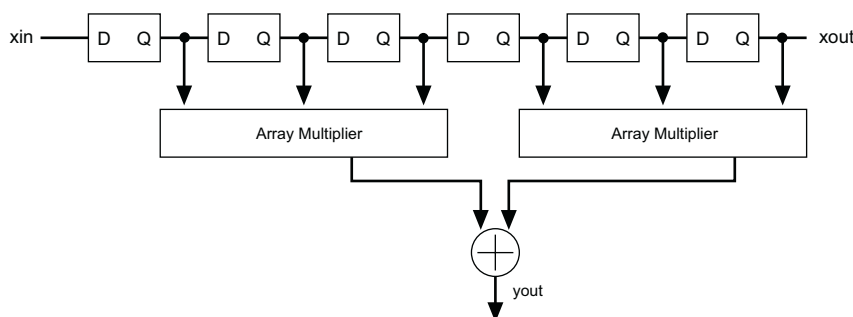 xin D Q D Q D Q D Q D Q D Q xout
Array Multiplier Array Multiplier
yout